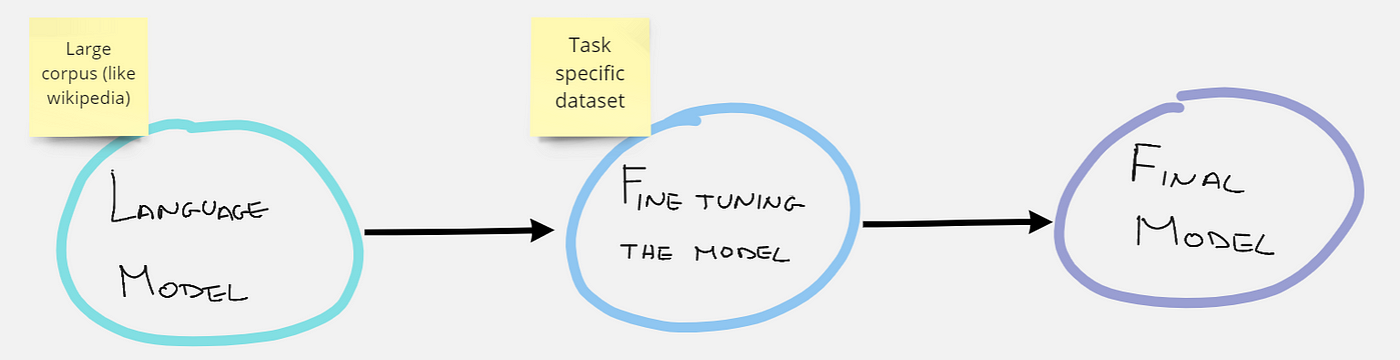 Large
corpus (like
wikipedia)
LANGUAGE
MODEL
Task
specific
dataset
FINE TUNING
THE MODEL
FINAL
MODEL